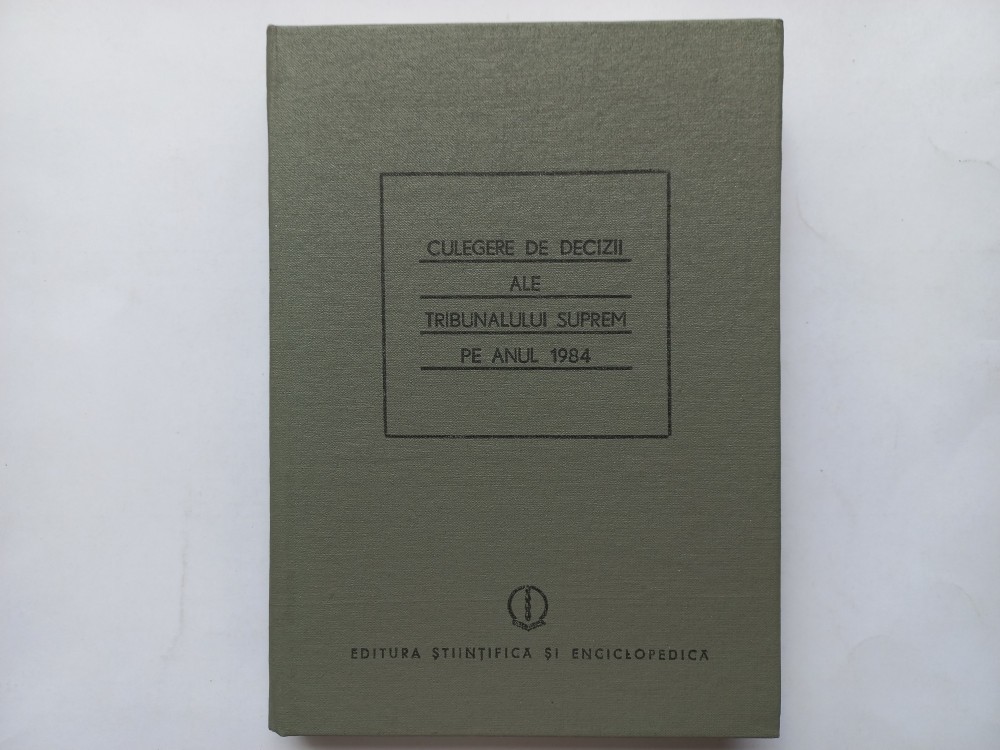 CULEGERE DE DECIZII
ALE
TRIBUNALULUI SUPREM
PE ANUL 1984
EDITURA ŞTIINŢIFICĂ ŞI ENCICLOPEDICĂ